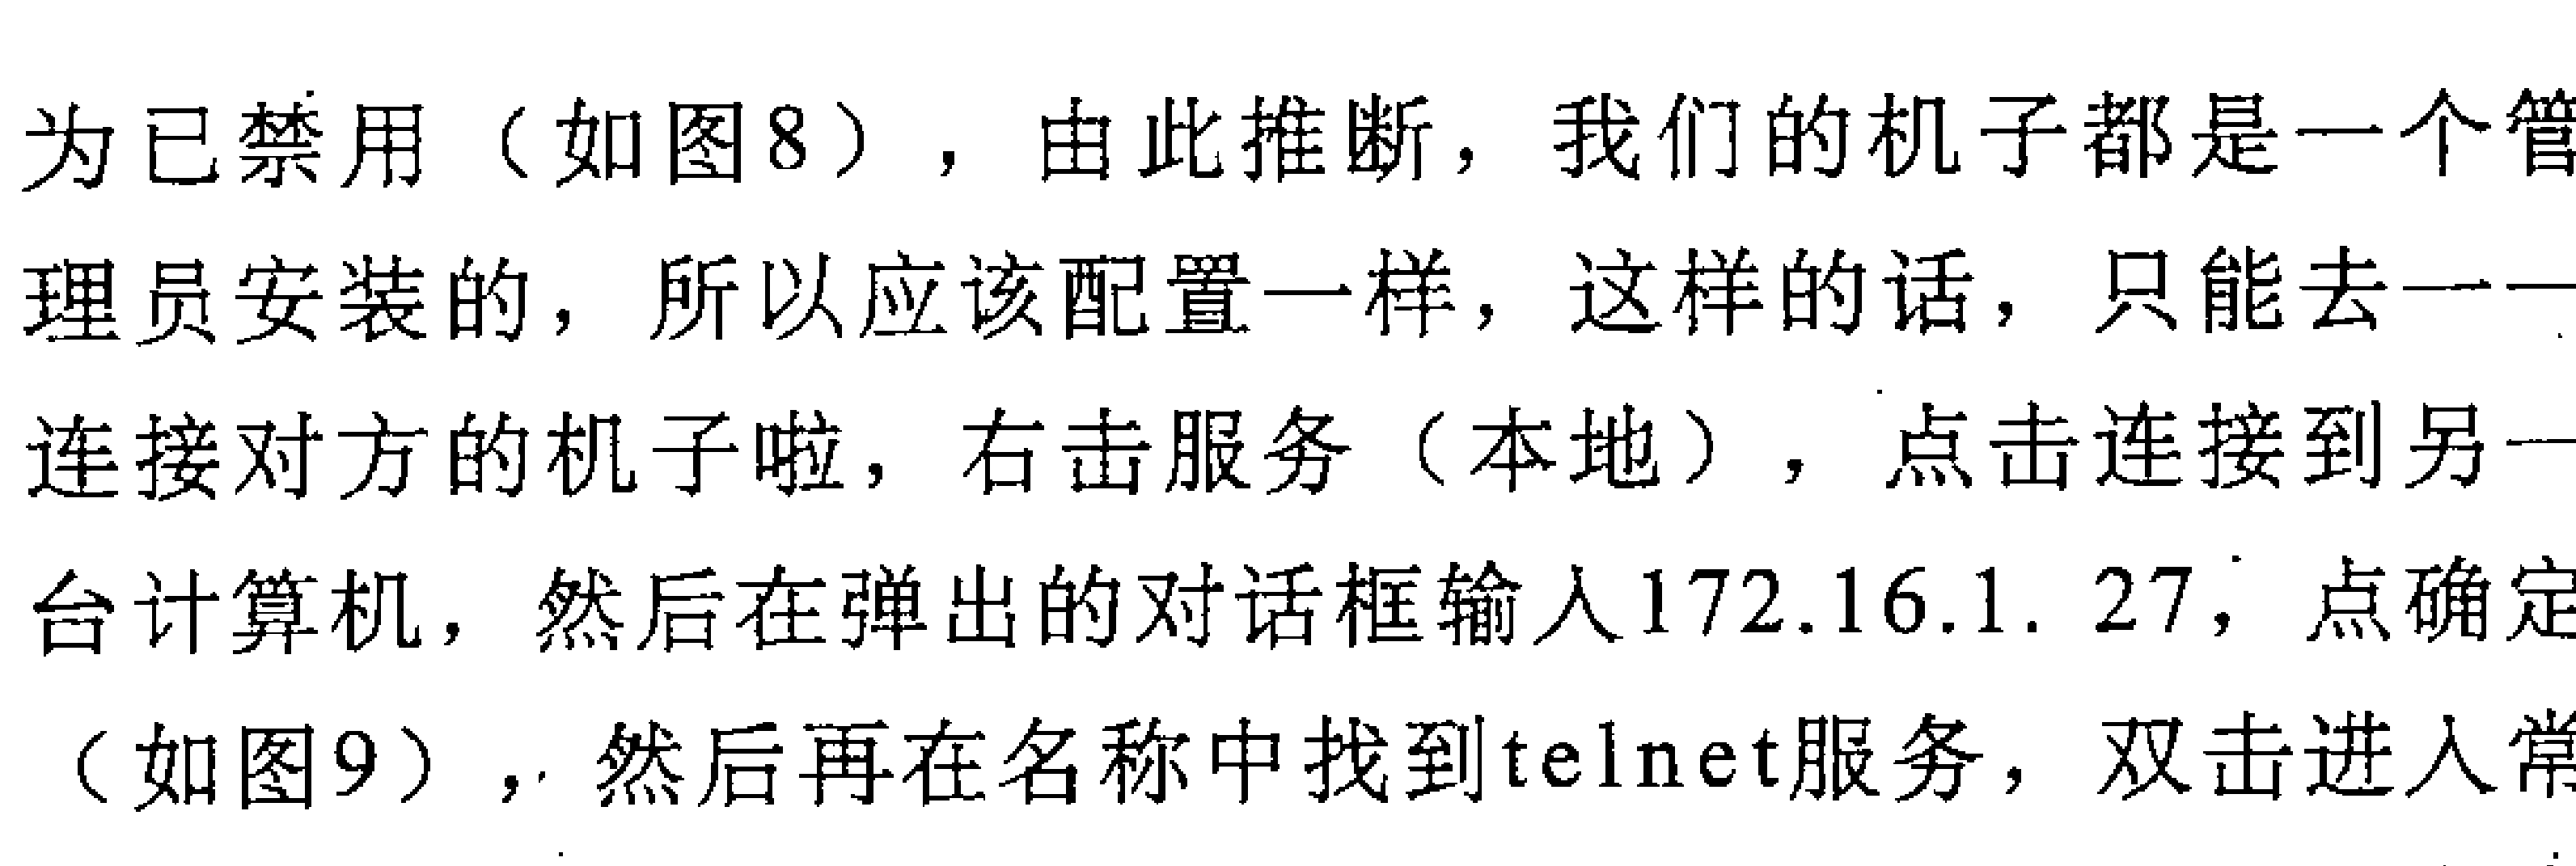 为已禁用（如图8），由此推断，我们的机子都是一个管
理员安装的，所以应该配置一样，这样的话，只能去一一
连接对方的机子啦，右击服务（本地），点击连接到另一
台计算机，然后在弹出的对话框输入172.16.1. 27，点确定
（如图9），然后再在名称中找到telnet服务，双击进入常